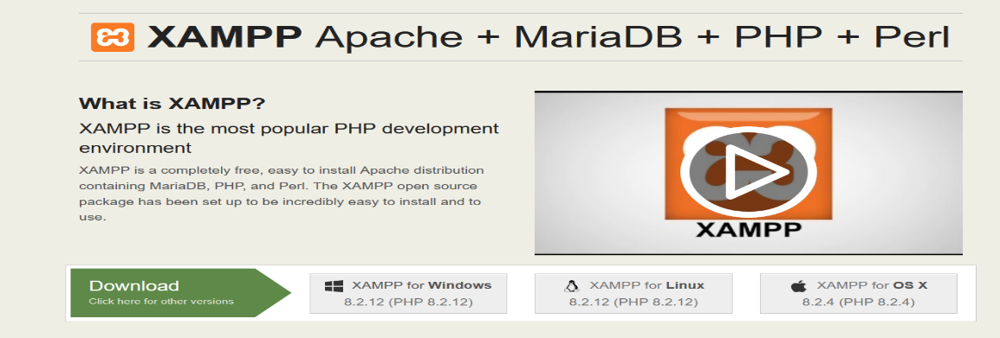 XAMPP Apache + MariaDB + PHP + Perl
What is XAMPP?
XAMPP is the most popular PHP development
environment
XAMPP is a completely free, easy to install Apache distribution
containing MariaDB, PHP, and Perl. The XAMPP open source
package has been set up to be incredibly easy to install and to
use.
XAMPP
Download
Click here for other versions
XAMPP for Windows
8.2.12 (PHP 8.2.12)
XAMPP for Linux
8.2.12 (PHP 8.2.12)
XAMPP for OS X
8.2.4 (PHP 8.2.4)